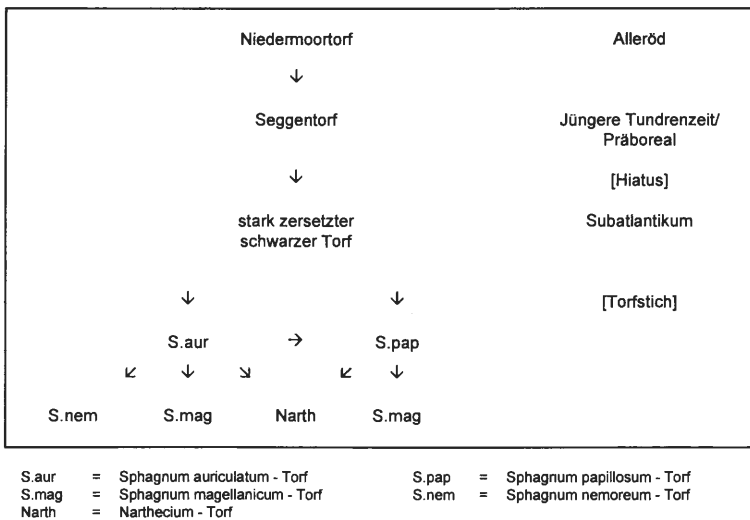 Niedermoortorf Alleröd
↓
Seggentorf Jüngere Tundrenzeit/
Präboreal
↓ [Hiatus]
stark zersetzter Subatlantikum
schwarzer Torf
↓ ↓ [Torfstich]
S.aur → S.pap
↙ ↓ ↘ ↙ ↓
S.nem S.mag Narth S.mag
S.aur = Sphagnum auriculatum - Torf S.pap = Sphagnum papillosum - Torf
S.mag = Sphagnum magellanicum - Torf S.nem = Sphagnum nemoreum - Torf
Narth = Narthecium - Torf